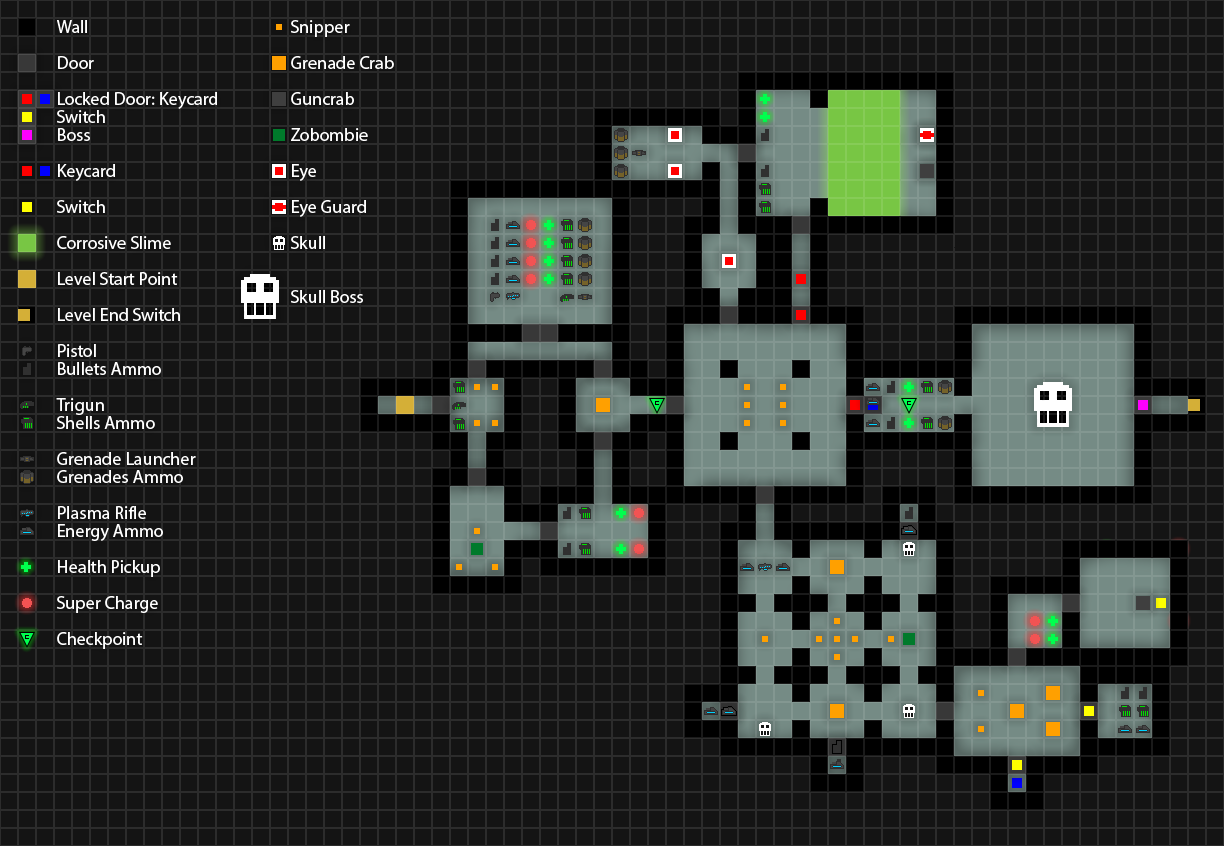 Wall
Door
Locked Door: Keycard
Switch
Boss
Keycard
Switch
Corrosive Slime
Level Start Point
Level End Switch
Pistol
Bullets Ammo
Trigun
Shells Ammo
Grenade Launcher
Grenades Ammo
Plasma Rifle
Energy Ammo
Health Pickup
Super Charge
Checkpoint
Snipper
Grenade Crab
Guncrab
Zobombie
Eye
Eye Guard
Skull
Skull Boss